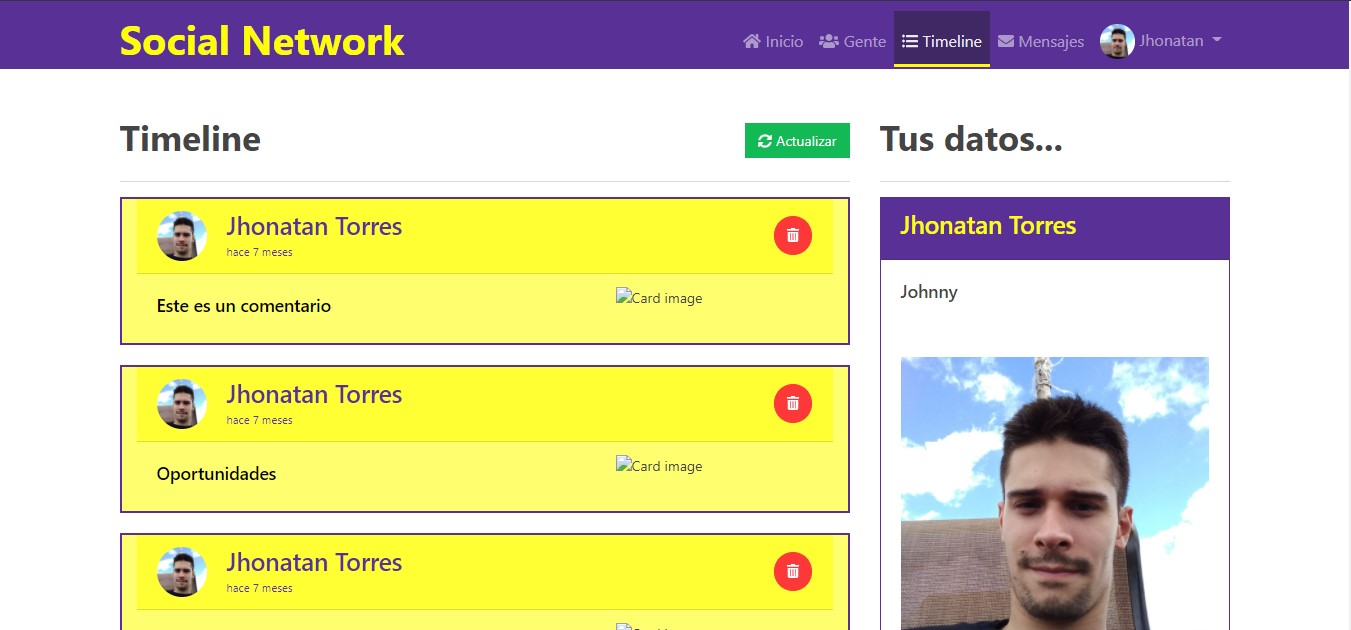 Social Network
Inicio
Gente
Timeline
Mensajes
Jhonatan
Timeline
Actualizar
Jhonatan Torres
hace 7 meses
Este es un comentario
Card image
Jhonatan Torres
hace 7 meses
Oportunidades
Card image
Jhonatan Torres
hace 7 meses
Tus datos...
Jhonatan Torres
Johnny